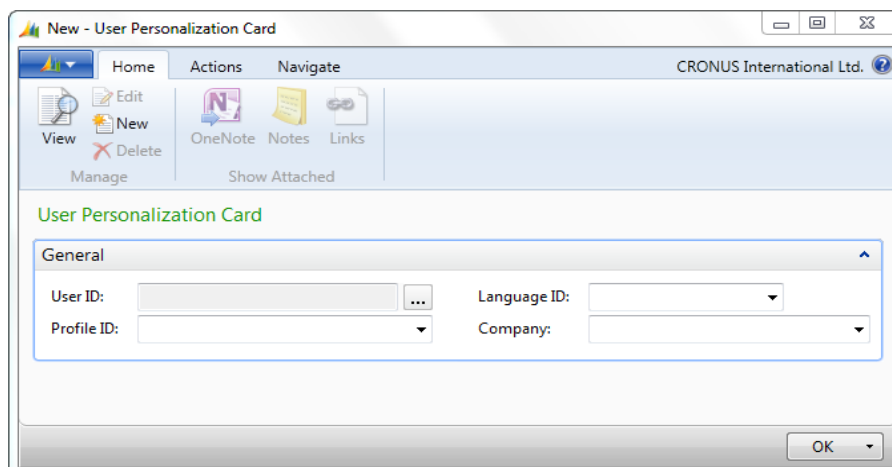 New - User Personalization Card
Home Actions Navigate CRONUS International Ltd. ?
View Edit New Delete OneNote Notes Links
Manage Show Attached
User Personalization Card
General
User ID: ... Language ID:
Profile ID: Company:
OK